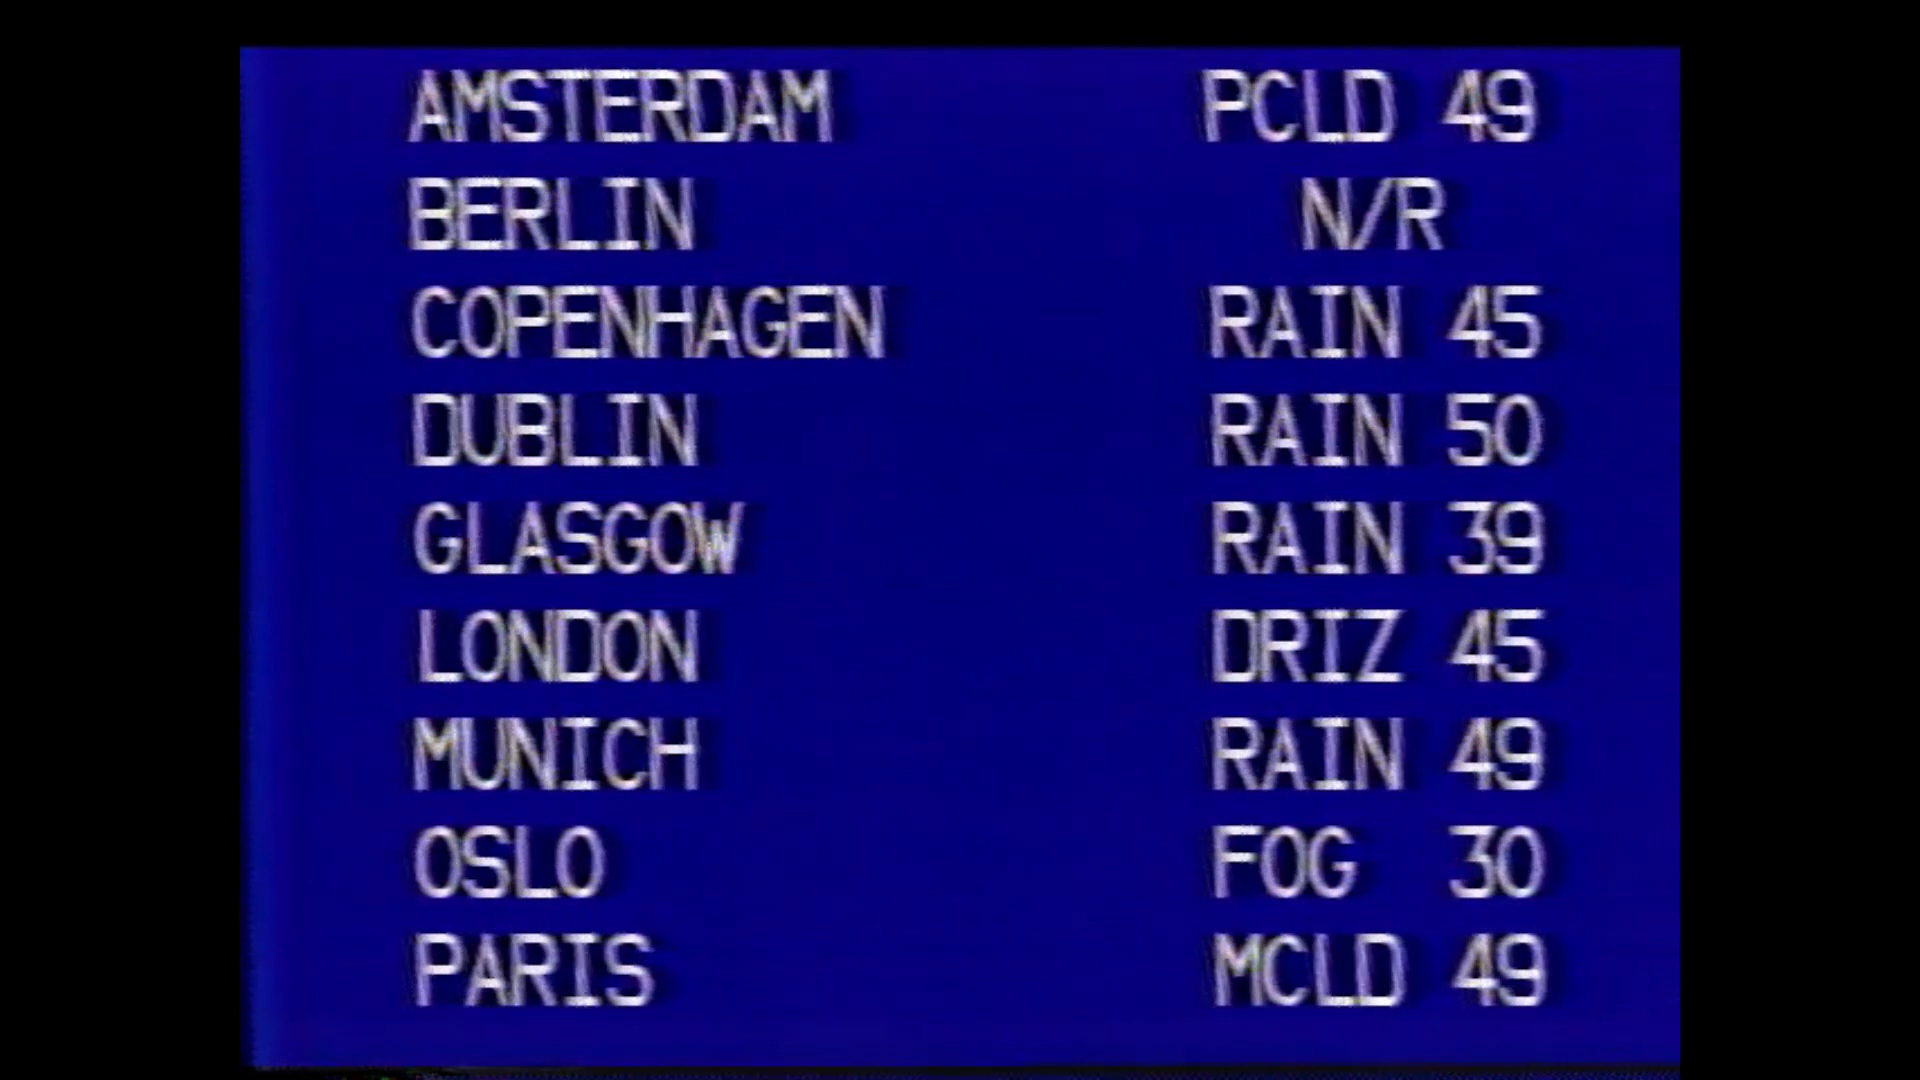 AMSTERDAM PCLD 49
BERLIN N/R
COPENHAGEN RAIN 45
DUBLIN RAIN 50
GLASGOW RAIN 39
LONDON DRIZ 45
MUNICH RAIN 49
OSLO FOG 30
PARIS MCLD 49